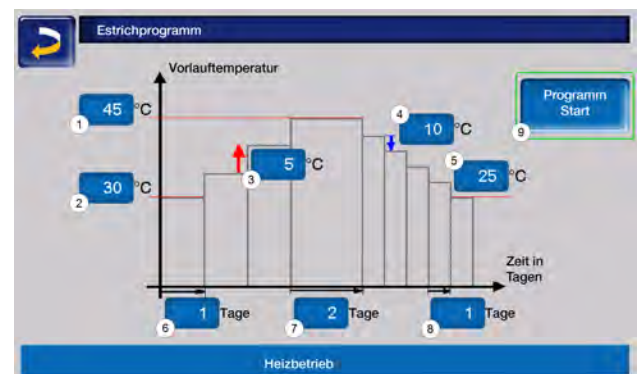 Estrichprogramm
Vorlauftemperatur
45 °C
1
30 °C
2
5 °C
3
4
10 °C
5
25 °C
Programm
Start
9
Zeit in
Tagen
1 Tage
6
2 Tage
7
1 Tage
8
Heizbetrieb